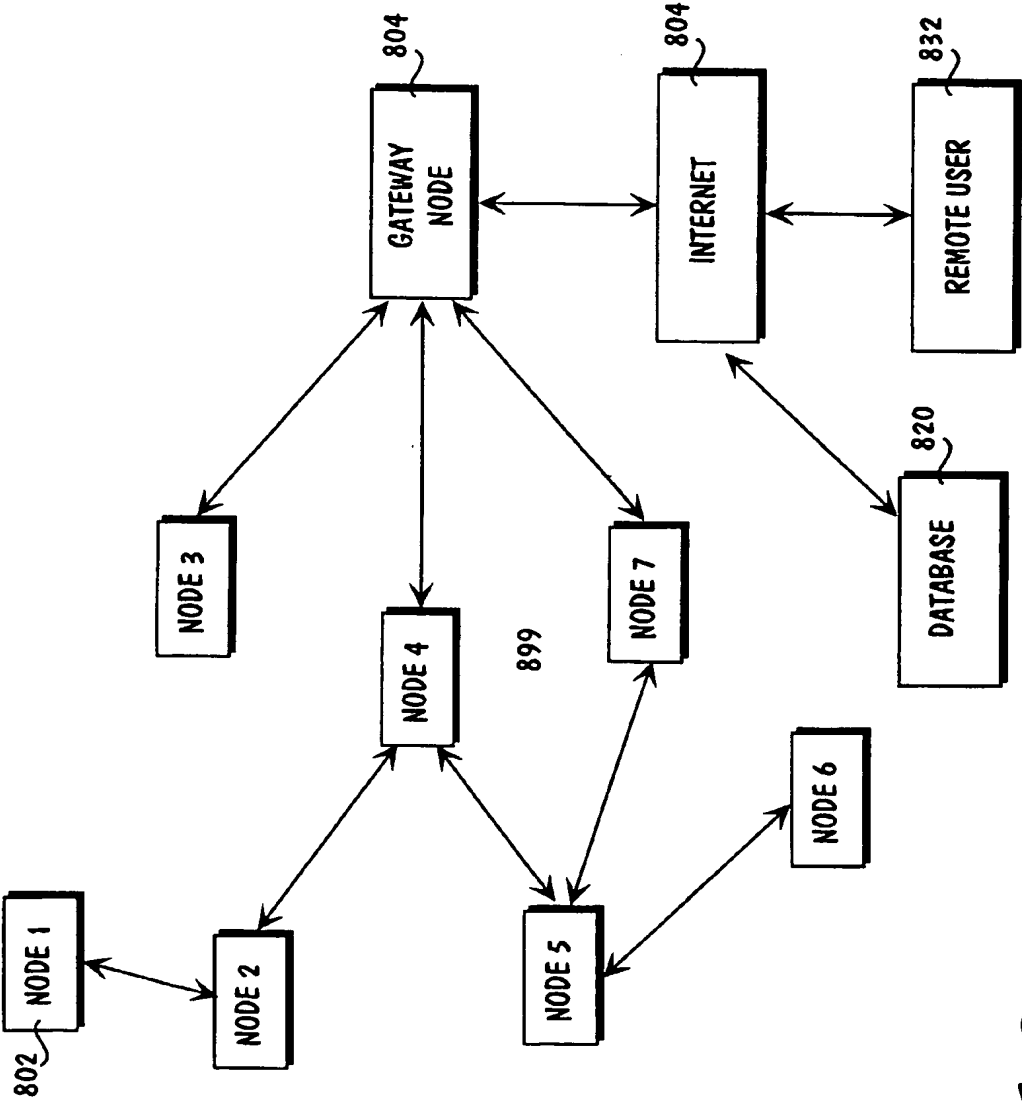 802
NODE 1
NODE 2
NODE 3
NODE 4
NODE 5
NODE 6
NODE 7
899
GATEWAY
NODE
804
INTERNET
804
DATABASE
820
REMOTE USER
832